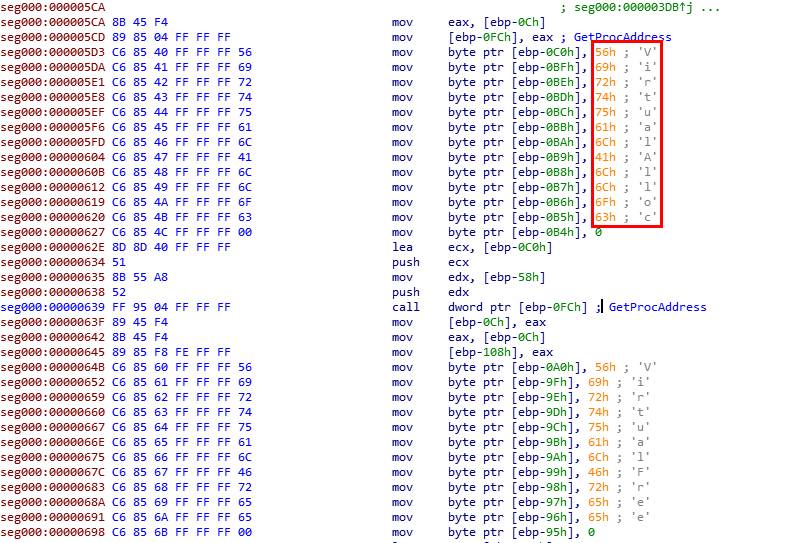 seg000:000005CA ; seg000:000003DB↑j ...
seg000:000005CA 8B 45 F4 mov eax, [ebp-0Ch]
seg000:000005CD 89 85 04 FF FF FF mov [ebp-0FCh], eax ; GetProcAddress
seg000:000005D3 C6 85 40 FF FF FF 56 mov byte ptr [ebp-0C0h], 56h ; 'V'
seg000:000005DA C6 85 41 FF FF FF 69 mov byte ptr [ebp-0BFh], 69h ; 'i'
seg000:000005E1 C6 85 42 FF FF FF 72 mov byte ptr [ebp-0BEh], 72h ; 'r'
seg000:000005E8 C6 85 43 FF FF FF 74 mov byte ptr [ebp-0BDh], 74h ; 't'
seg000:000005EF C6 85 44 FF FF FF 75 mov byte ptr [ebp-0BCh], 75h ; 'u'
seg000:000005F6 C6 85 45 FF FF FF 61 mov byte ptr [ebp-0BBh], 61h ; 'a'
seg000:000005FD C6 85 46 FF FF FF 6C mov byte ptr [ebp-0BAh], 6Ch ; 'l'
seg000:00000604 C6 85 47 FF FF FF 41 mov byte ptr [ebp-0B9h], 41h ; 'A'
seg000:0000060B C6 85 48 FF FF FF 6C mov byte ptr [ebp-0B8h], 6Ch ; 'l'
seg000:00000612 C6 85 49 FF FF FF 6C mov byte ptr [ebp-0B7h], 6Ch ; 'l'
seg000:00000619 C6 85 4A FF FF FF 6F mov byte ptr [ebp-0B6h], 6Fh ; 'o'
seg000:00000620 C6 85 4B FF FF FF 63 mov byte ptr [ebp-0B5h], 63h ; 'c'
seg000:00000627 C6 85 4C FF FF FF 00 mov byte ptr [ebp-0B4h], 0
seg000:0000062E 8D 8D 40 FF FF FF lea ecx, [ebp-0C0h]
seg000:00000634 51 push ecx
seg000:00000635 8B 55 A8 mov edx, [ebp-58h]
seg000:00000638 52 push edx
seg000:00000639 FF 95 04 FF FF FF call dword ptr [ebp-0FCh] ; GetProcAddress
seg000:0000063F 89 45 F4 mov [ebp-0Ch], eax
seg000:00000642 8B 45 F4 mov eax, [ebp-0Ch]
seg000:00000645 89 85 F8 FE FF FF mov [ebp-108h], eax
seg000:0000064B C6 85 60 FF FF FF 56 mov byte ptr [ebp-0A0h], 56h ; 'V'
seg000:00000652 C6 85 61 FF FF FF 69 mov byte ptr [ebp-9Fh], 69h ; 'i'
seg000:00000659 C6 85 62 FF FF FF 72 mov byte ptr [ebp-9Eh], 72h ; 'r'
seg000:00000660 C6 85 63 FF FF FF 74 mov byte ptr [ebp-9Dh], 74h ; 't'
seg000:00000667 C6 85 64 FF FF FF 75 mov byte ptr [ebp-9Ch], 75h ; 'u'
seg000:0000066E C6 85 65 FF FF FF 61 mov byte ptr [ebp-9Bh], 61h ; 'a'
seg000:00000675 C6 85 66 FF FF FF 6C mov byte ptr [ebp-9Ah], 6Ch ; 'l'
seg000:0000067C C6 85 67 FF FF FF 46 mov byte ptr [ebp-99h], 46h ; 'F'
seg000:00000683 C6 85 68 FF FF FF 72 mov byte ptr [ebp-98h], 72h ; 'r'
seg000:0000068A C6 85 69 FF FF FF 65 mov byte ptr [ebp-97h], 65h ; 'e'
seg000:00000691 C6 85 6A FF FF FF 65 mov byte ptr [ebp-96h], 65h ; 'e'
seg000:00000698 C6 85 6B FF FF FF 00 mov byte ptr [ebp-95h], 0